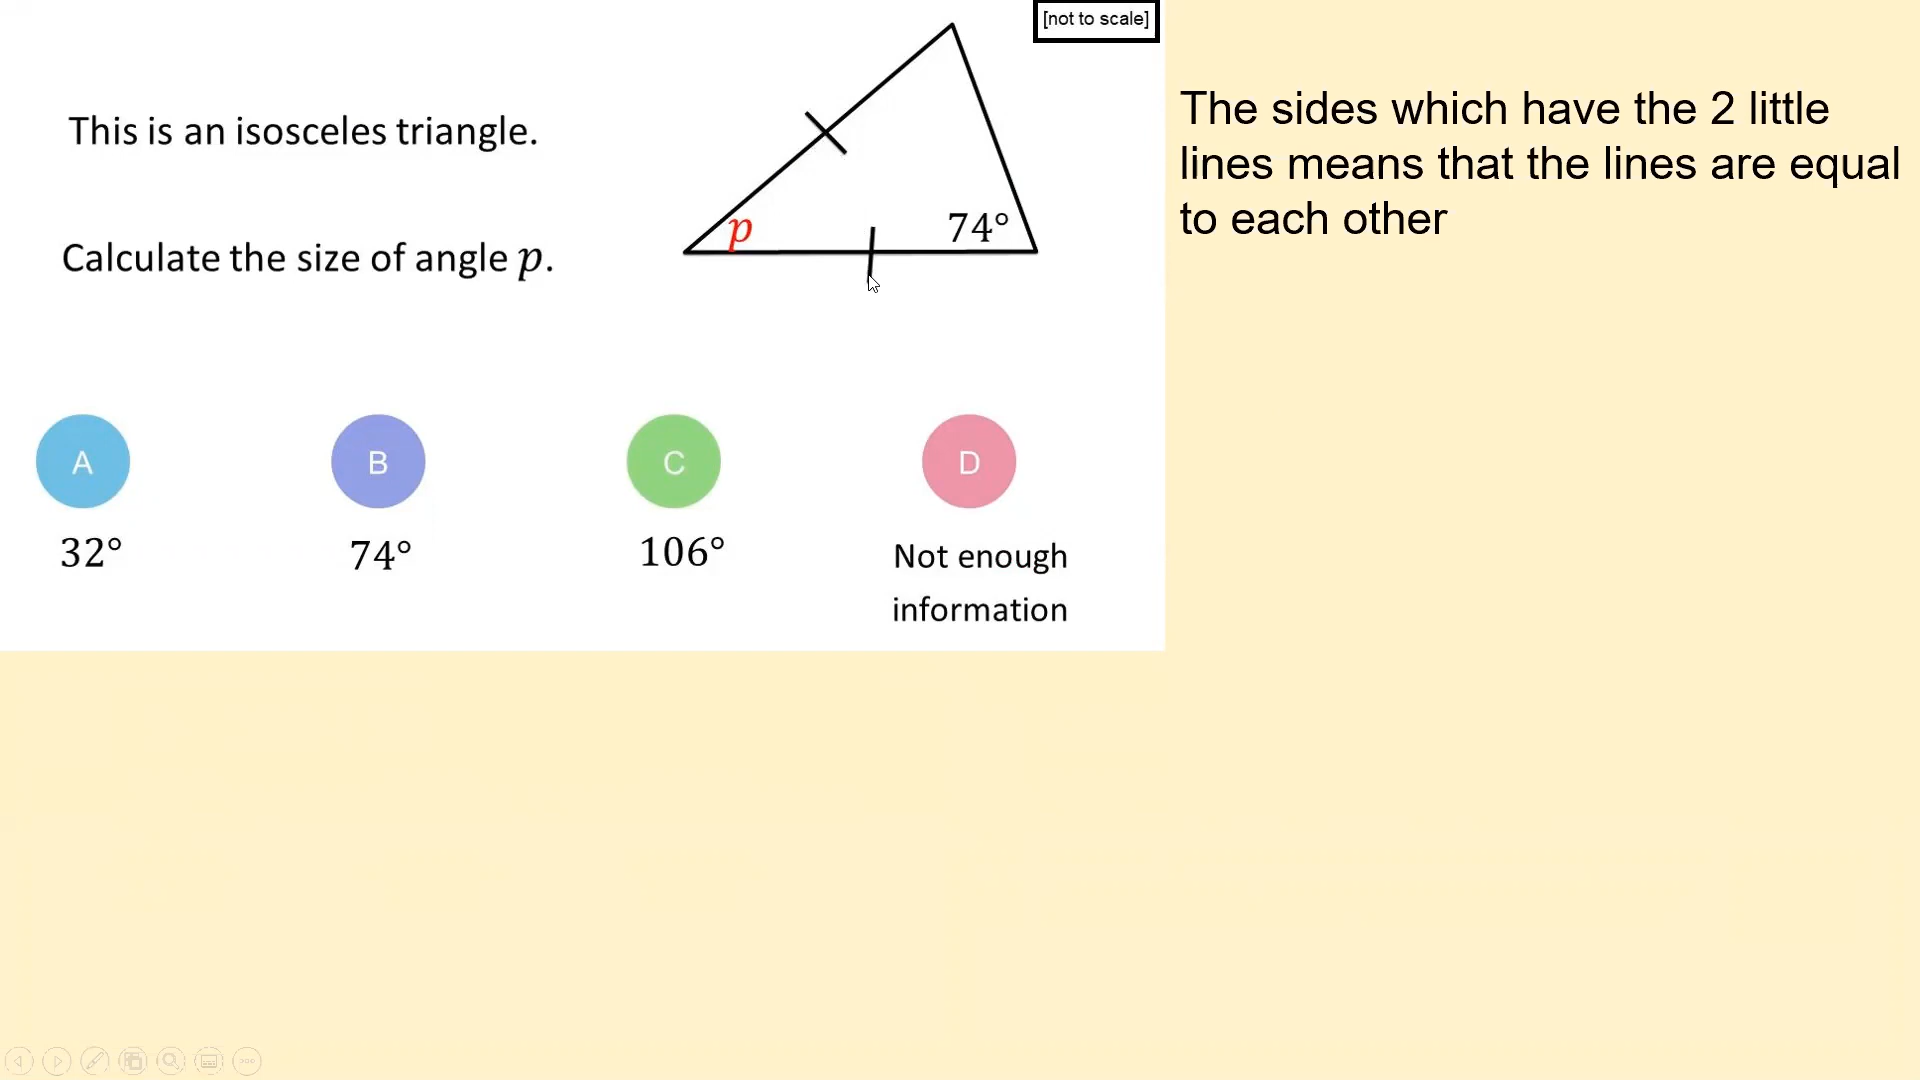 [not to scale]
This is an isosceles triangle.
Calculate the size of angle p.
p
74°
The sides which have the 2 little
lines means that the lines are equal
to each other
A
B
C
D
32°
74°
106°
Not enough
information